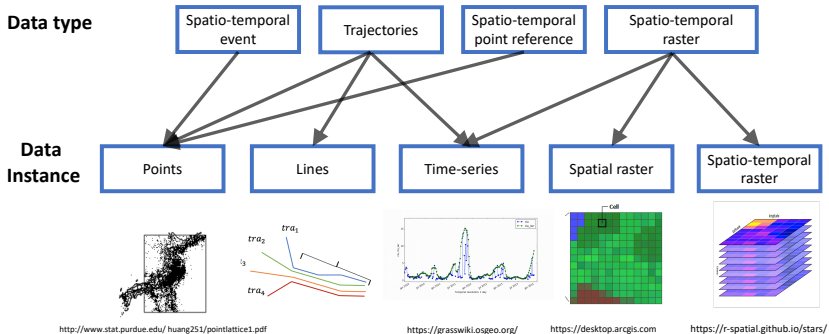 Data type
Spatio-temporal
event
Trajectories
Spatio-temporal
point reference
Spatio-temporal
raster
Data
Instance
Points
Lines
Time-series
Spatial raster
Spatio-temporal
raster
tra₁
tra₂
tra₄
Cell
http://www.stat.purdue.edu/ huang251/pointlattice1.pdf
https://grasswiki.osgeo.org/
https://desktop.arcgis.com
https://r-spatial.github.io/stars/